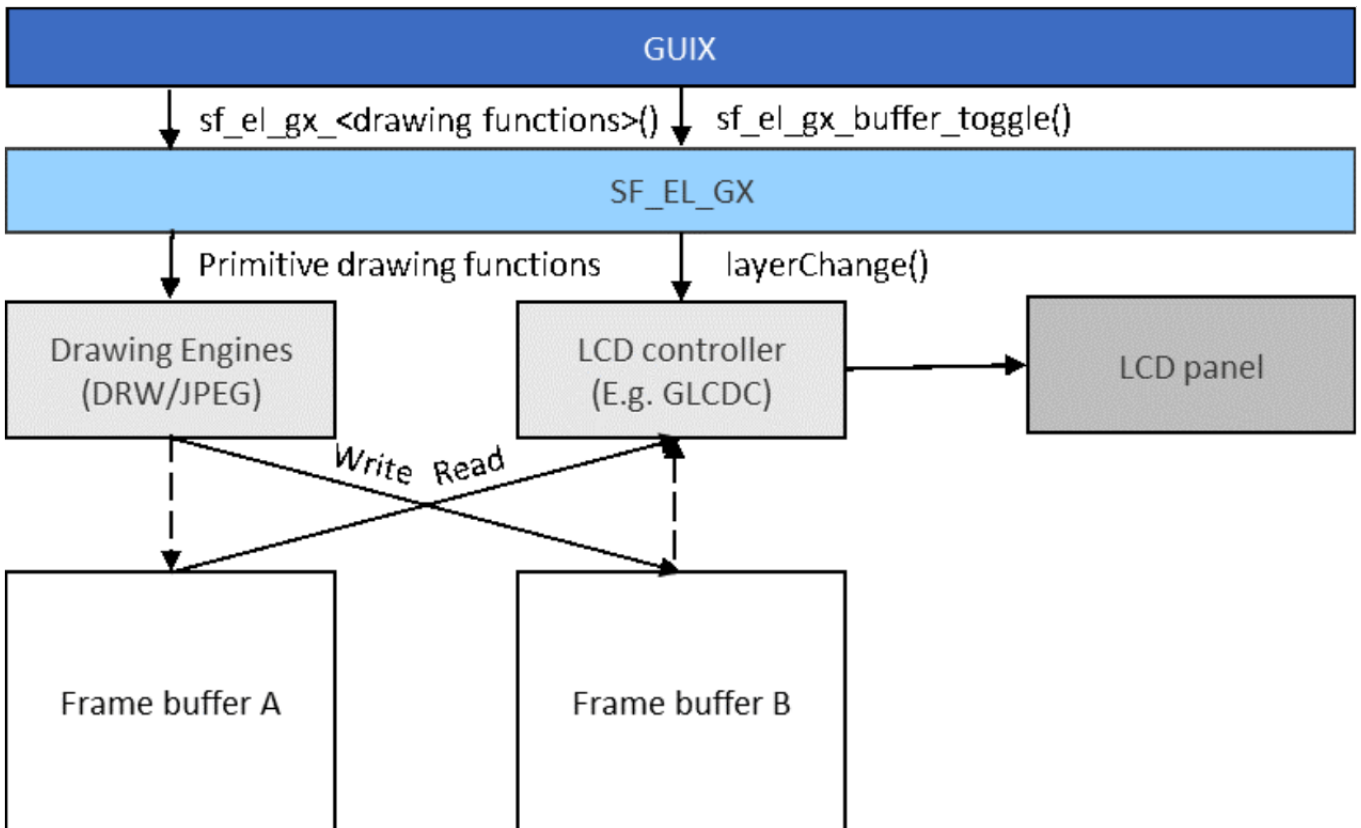 GUIX
sf_el_gx_<drawing functions>() sf_el_gx_buffer_toggle()
SF_EL_GX
Primitive drawing functions layerChange()
Drawing Engines
(DRW/JPEG)
LCD controller
(E.g. GLCDC)
LCD panel
Write Read
Frame buffer A
Frame buffer B